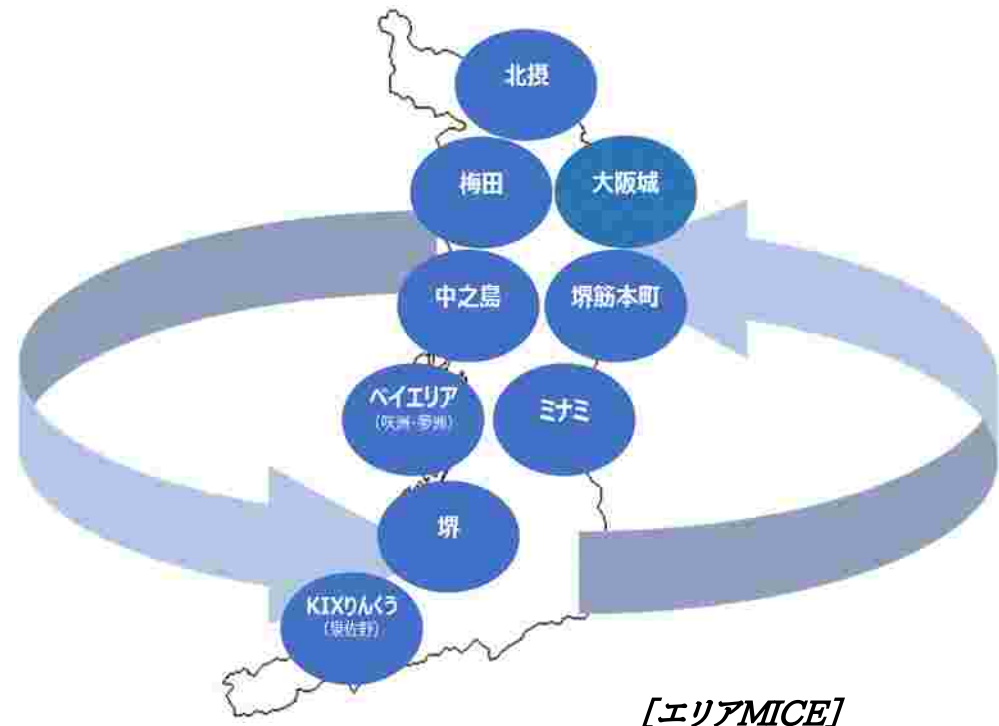 北摂
梅田
大阪城
中之島
堺筋本町
ベイエリア
(咲洲・夢洲)
ミナミ
堺
KIXりんくう
(泉佐野)
[エリアMICE]